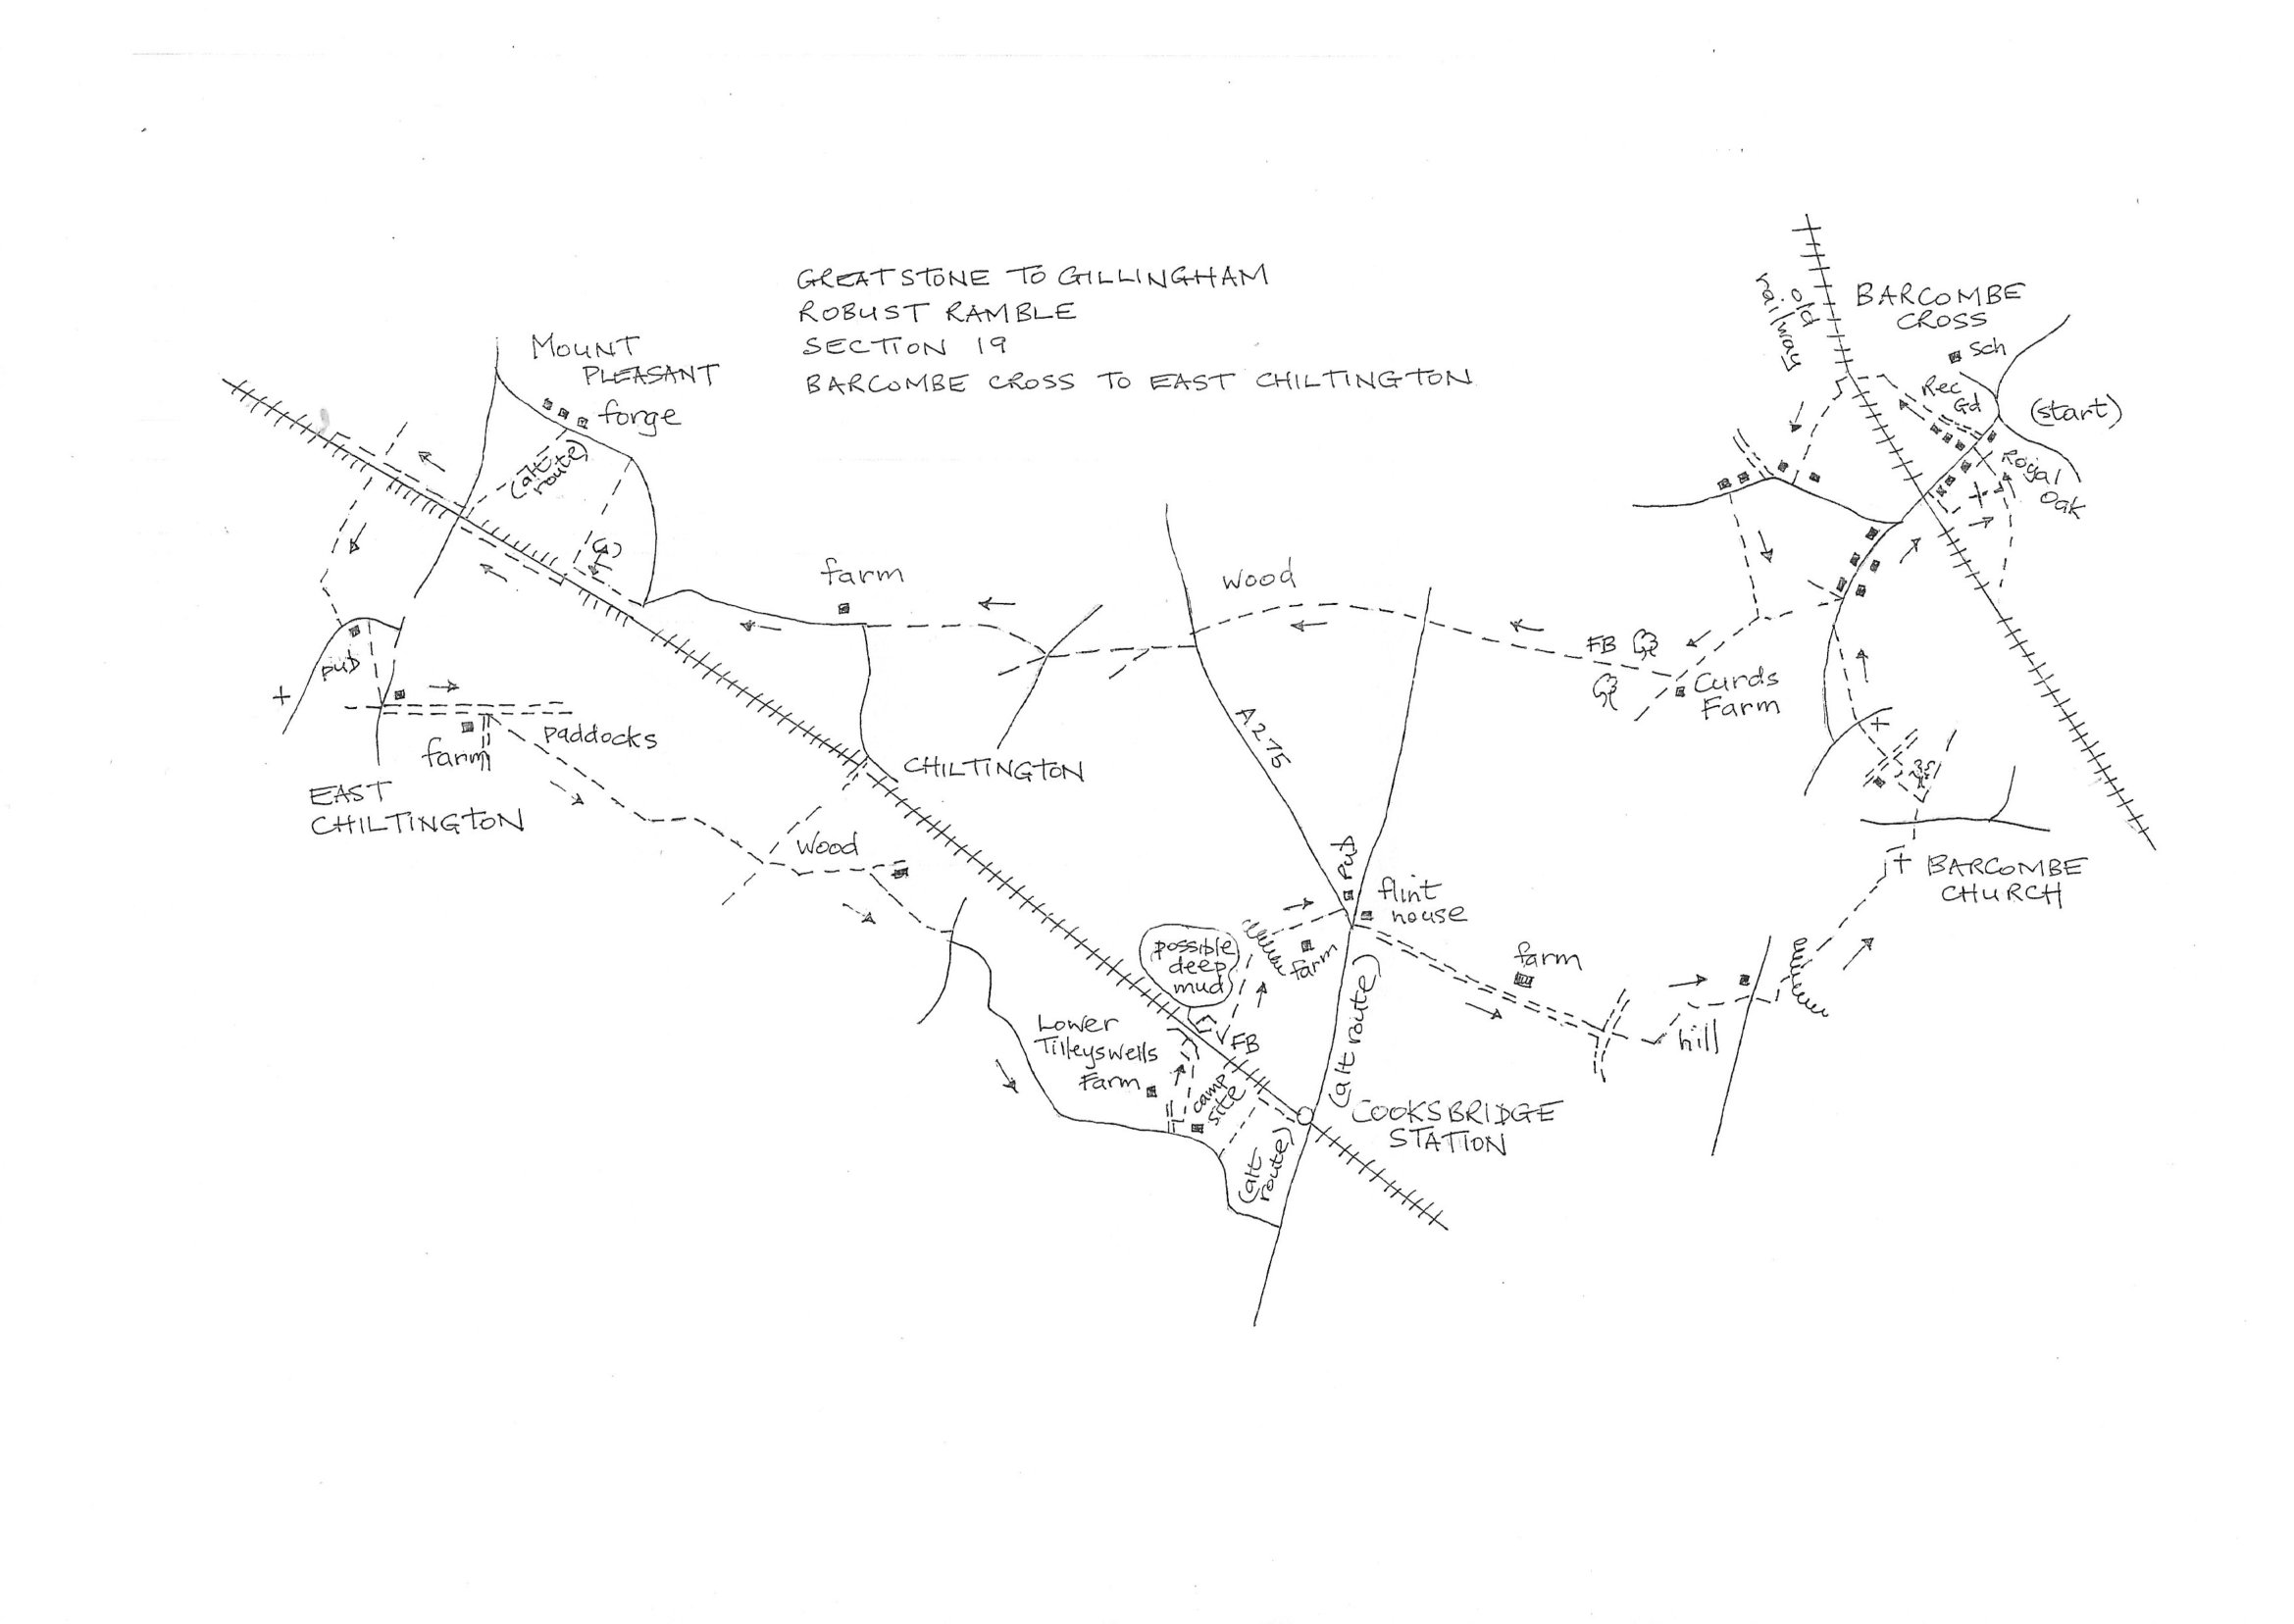 GREATSTONE TO GILLINGHAM
ROBUST RAMBLE
SECTION 19
BARCOMBE CROSS TO EAST CHILTINGTON
old
railway
BARCOMBE
CROSS
Sch
Rec
Gd
(start)
Royal
Oak
MOUNT
PLEASANT
forge
(alt
route)
(G)
farm
wood
FB
Curds
Farm
pub
farm
paddocks
EAST
CHILTINGTON
CHILTINGTON
A275
wood
pub
flint
house
BARCOMBE
CHURCH
possible
deep
mud
farm
farm
hill
(alt route)
Lower
Tilleyswells
Farm
FB
camp
site
(alt
route)
COOKSBRIDGE
STATION